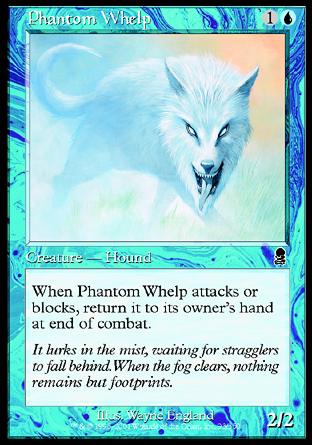 Phantom Whelp 1
Creature — Hound
When Phantom Whelp attacks or
blocks, return it to its owner's hand
at end of combat.
It lurks in the mist, waiting for stragglers
to fall behind. When the fog clears, nothing
remains but footprints.
Illus. Wayne England
2/2